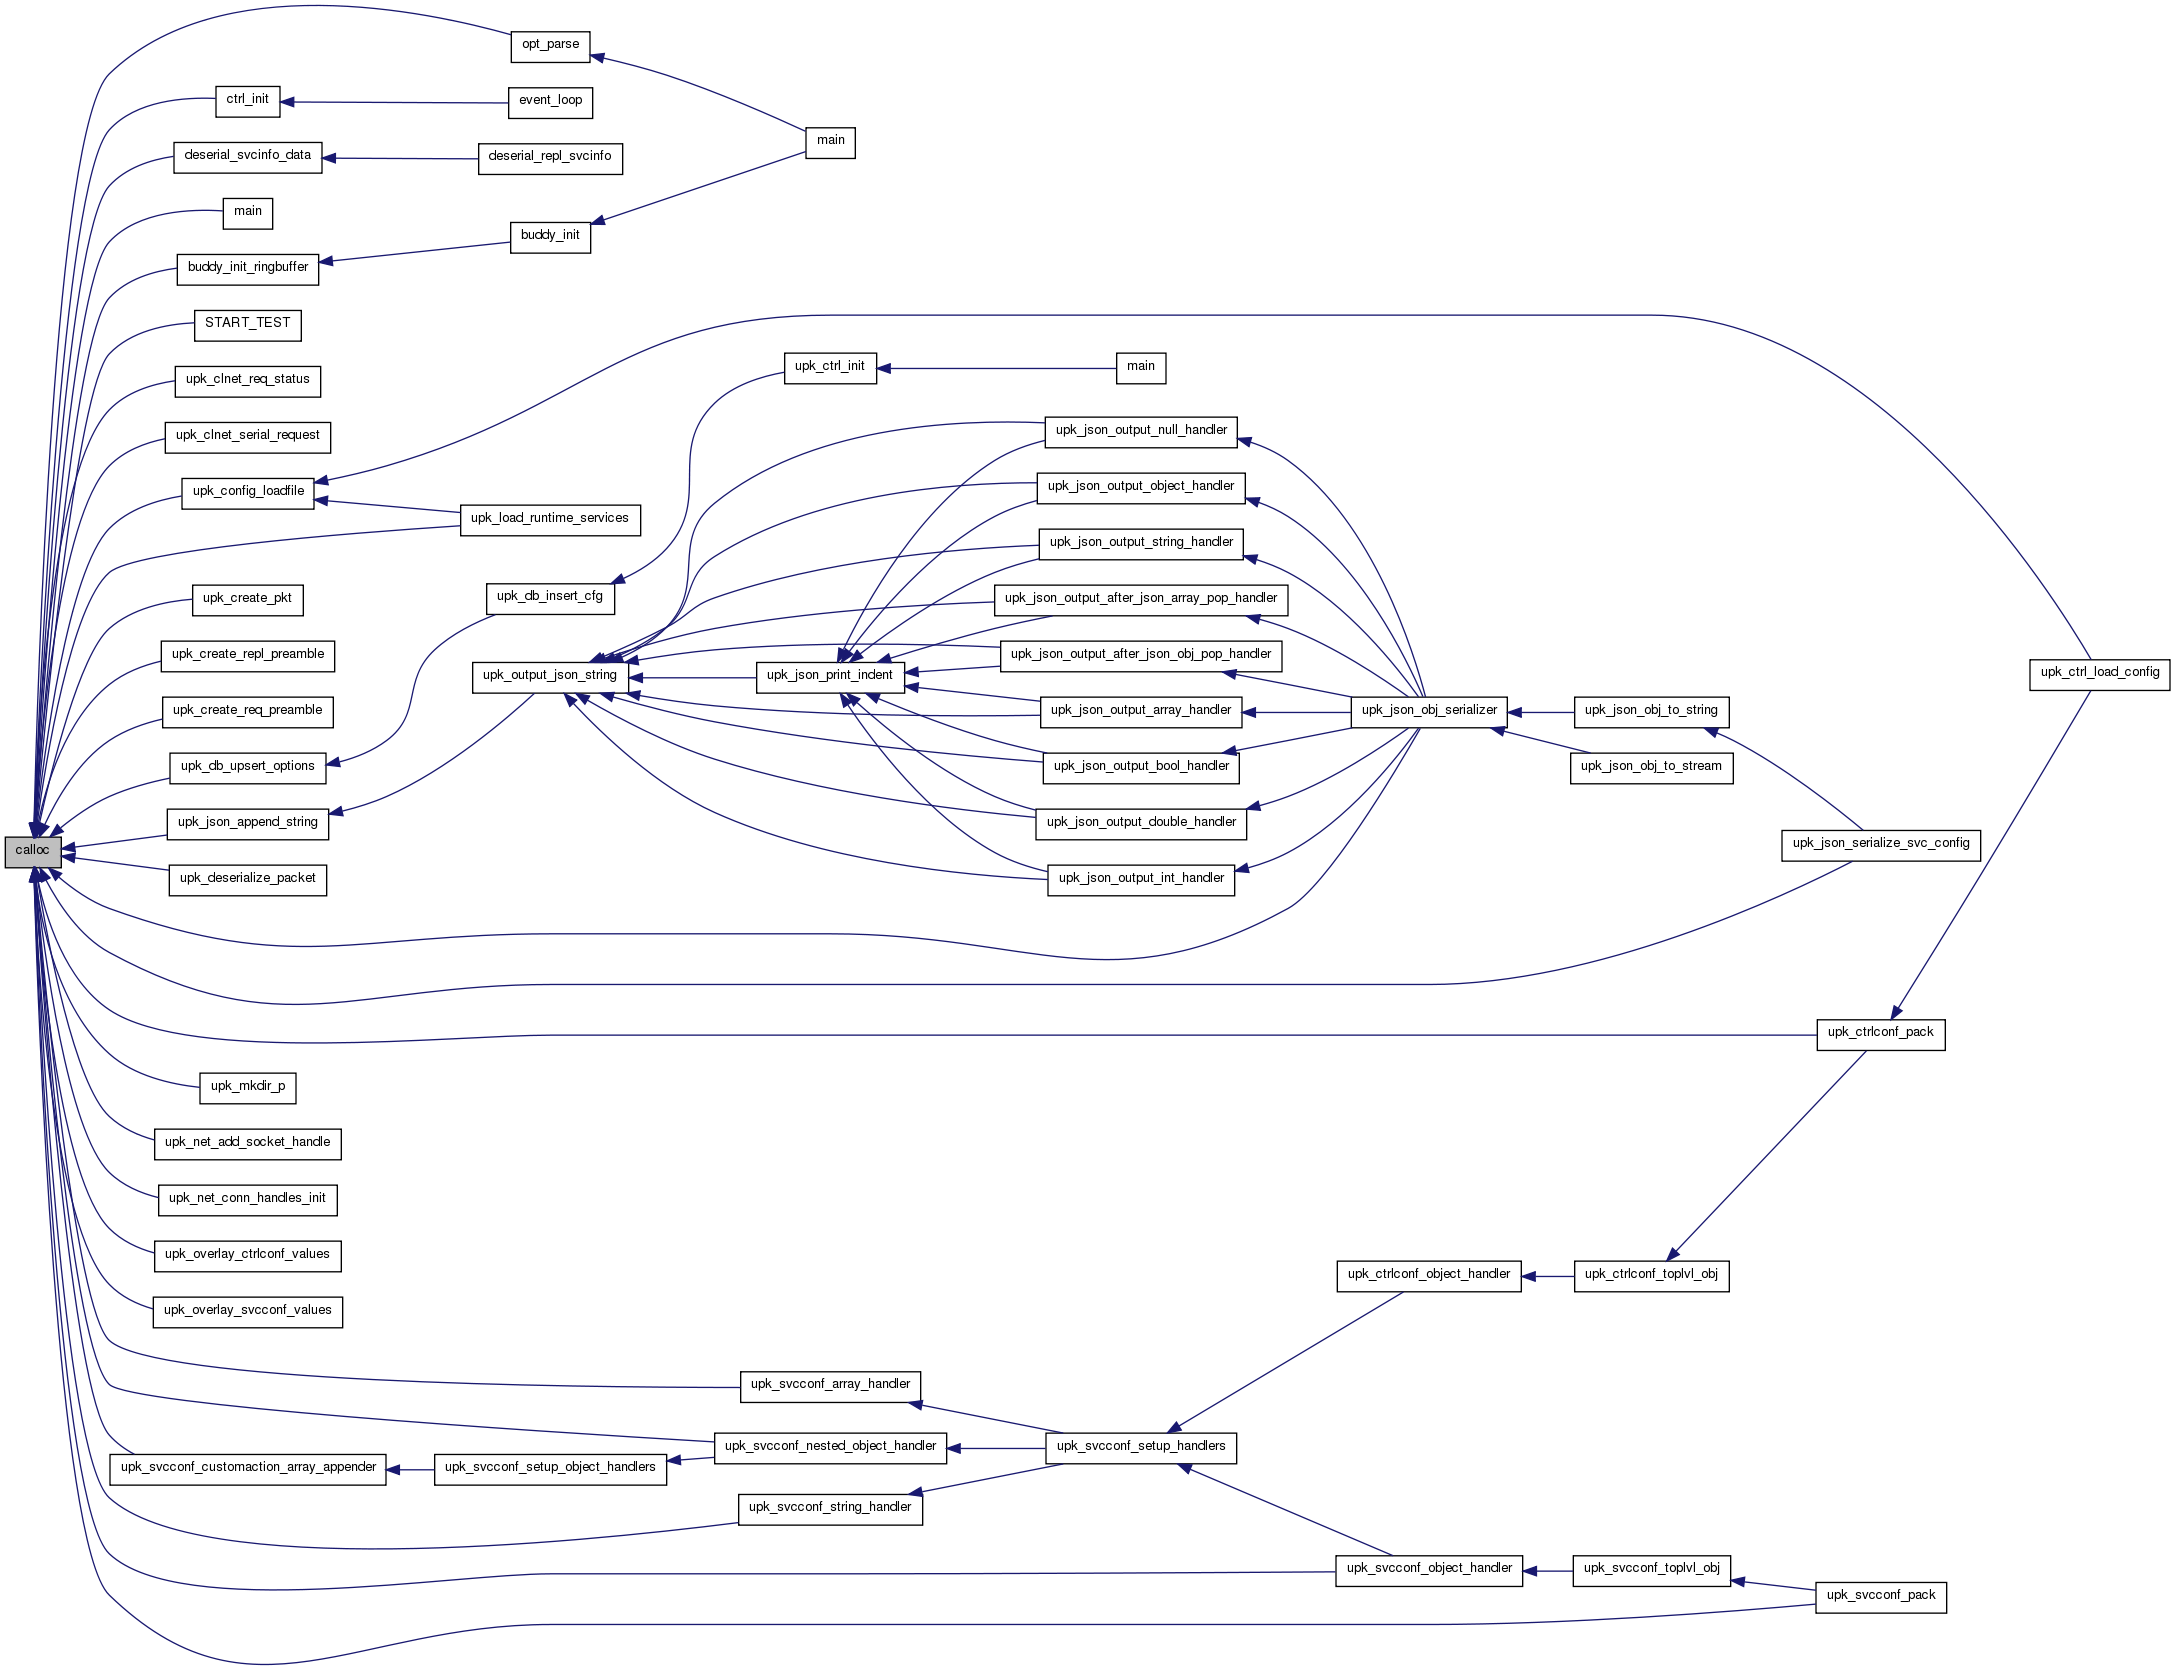 opt_parse
ctrl_init
event_loop
main
deserial_svcinfo_data
deserial_repl_svcinfo
main
buddy_init
buddy_init_ringbuffer
START_TEST
upk_ctrl_init
main
upk_clnet_req_status
upk_clnet_serial_request
upk_json_output_null_handler
upk_config_loadfile
upk_json_output_object_handler
upk_load_runtime_services
upk_json_output_string_handler
upk_create_pkt
upk_db_insert_cfg
upk_json_output_after_json_array_pop_handler
upk_create_repl_preamble
upk_json_output_after_json_obj_pop_handler
upk_output_json_string
upk_json_print_indent
upk_ctrl_load_config
upk_create_req_preamble
upk_json_output_array_handler
upk_json_obj_serializer
upk_json_obj_to_string
upk_db_upsert_options
upk_json_output_bool_handler
upk_json_obj_to_stream
upk_json_append_string
upk_json_output_double_handler
upk_json_serialize_svc_config
calloc
upk_deserialize_packet
upk_json_output_int_handler
upk_ctrlconf_pack
upk_mkdir_p
upk_net_add_socket_handle
upk_net_conn_handles_init
upk_overlay_ctrlconf_values
upk_ctrlconf_object_handler
upk_ctrlconf_toplvl_obj
upk_overlay_svcconf_values
upk_svcconf_array_handler
upk_svcconf_nested_object_handler
upk_svcconf_setup_handlers
upk_svcconf_customaction_array_appender
upk_svcconf_setup_object_handlers
upk_svcconf_string_handler
upk_svcconf_object_handler
upk_svcconf_toplvl_obj
upk_svcconf_pack